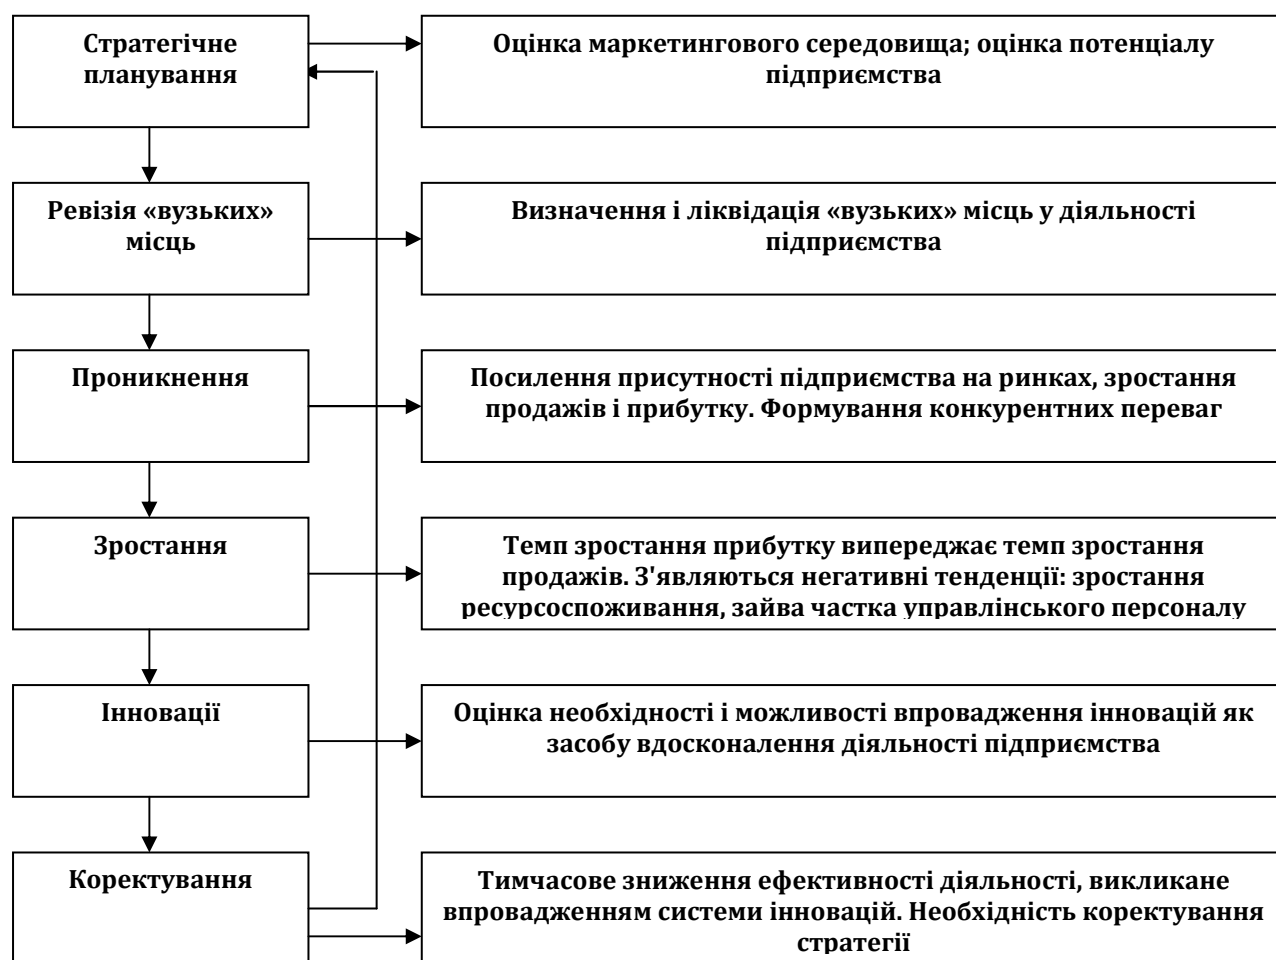 Стратегічне
планування
Оцінка маркетингового середовища; оцінка потенціалу
підприємства
Ревізія «вузьких»
місць
Визначення і ліквідація «вузьких» місць у діяльності
підприємства
Проникнення
Посилення присутності підприємства на ринках, зростання
продажів і прибутку. Формування конкурентних переваг
Зростання
Темп зростання прибутку випереджає темп зростання
продажів. З'являються негативні тенденції: зростання
ресурсоспоживання, зайва частка управлінського персоналу
Інновації
Оцінка необхідності і можливості впровадження інновацій як
засобу вдосконалення діяльності підприємства
Коректування
Тимчасове зниження ефективності діяльності, викликане
впровадженням системи інновацій. Необхідність коректування
стратегії